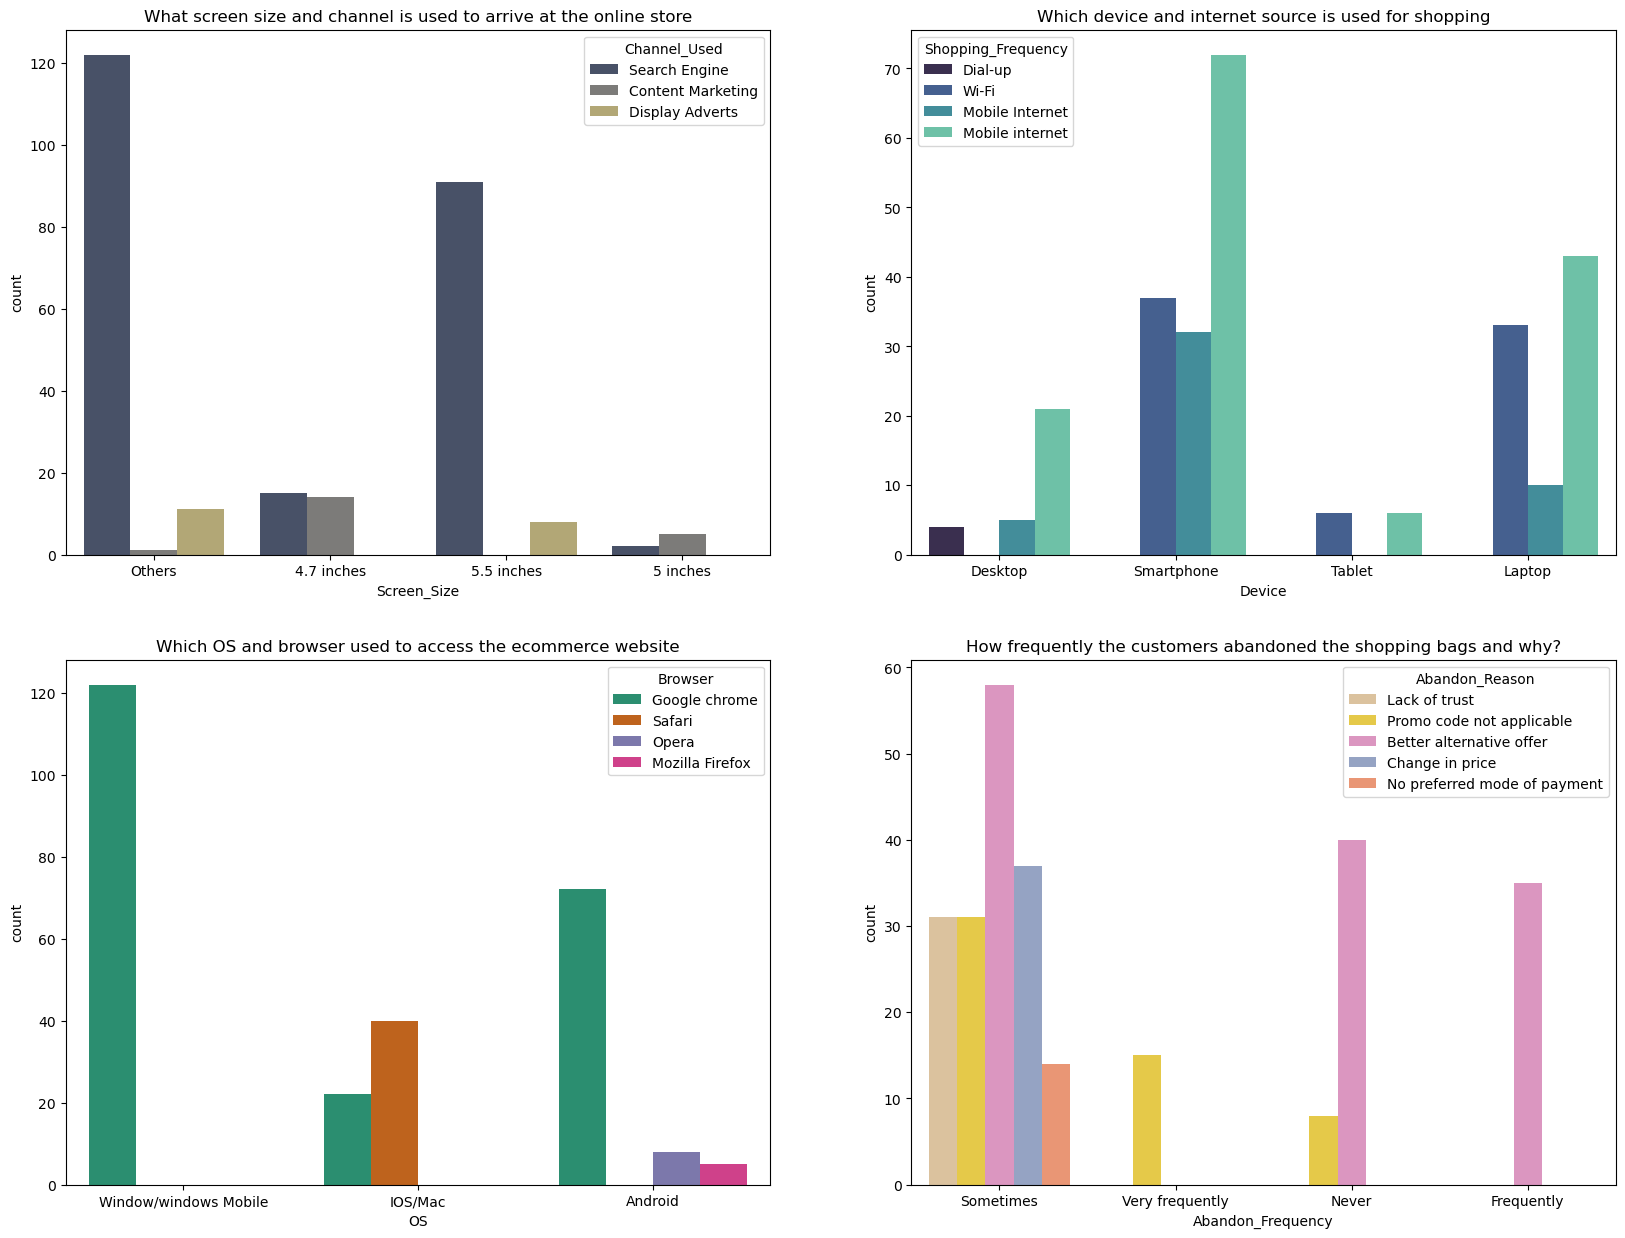 What screen size and channel is used to arrive at the online store
Channel_Used
Search Engine
Content Marketing
Display Adverts
120
100
80
60
40
20
0
count
Others 4.7 inches 5.5 inches 5 inches
Screen_Size
Which device and internet source is used for shopping
Shopping_Frequency
Dial-up
Wi-Fi
Mobile Internet
Mobile internet
70
60
50
40
30
20
10
0
count
Desktop Smartphone Tablet Laptop
Device
Which OS and browser used to access the ecommerce website
Browser
Google chrome
Safari
Opera
Mozilla Firefox
120
100
80
60
40
20
0
count
Window/windows Mobile IOS/Mac Android
OS
How frequently the customers abandoned the shopping bags and why?
Abandon_Reason
Lack of trust
Promo code not applicable
Better alternative offer
Change in price
No preferred mode of payment
60
50
40
30
20
10
0
count
Sometimes Very frequently Never Frequently
Abandon_Frequency